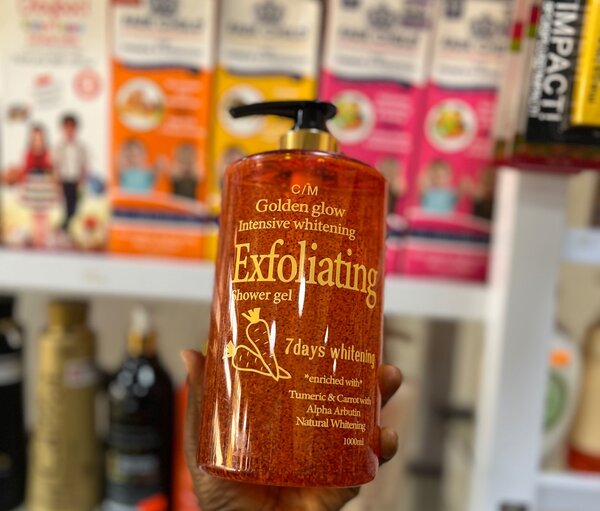 C/M
Golden glow
Intensive whitening
Exfoliating
Shower gel
7days whitening
*enriched with*
Tumeric & Carrot with
Alpha Arbutin
Natural Whitening
1000ml
IMPACT!